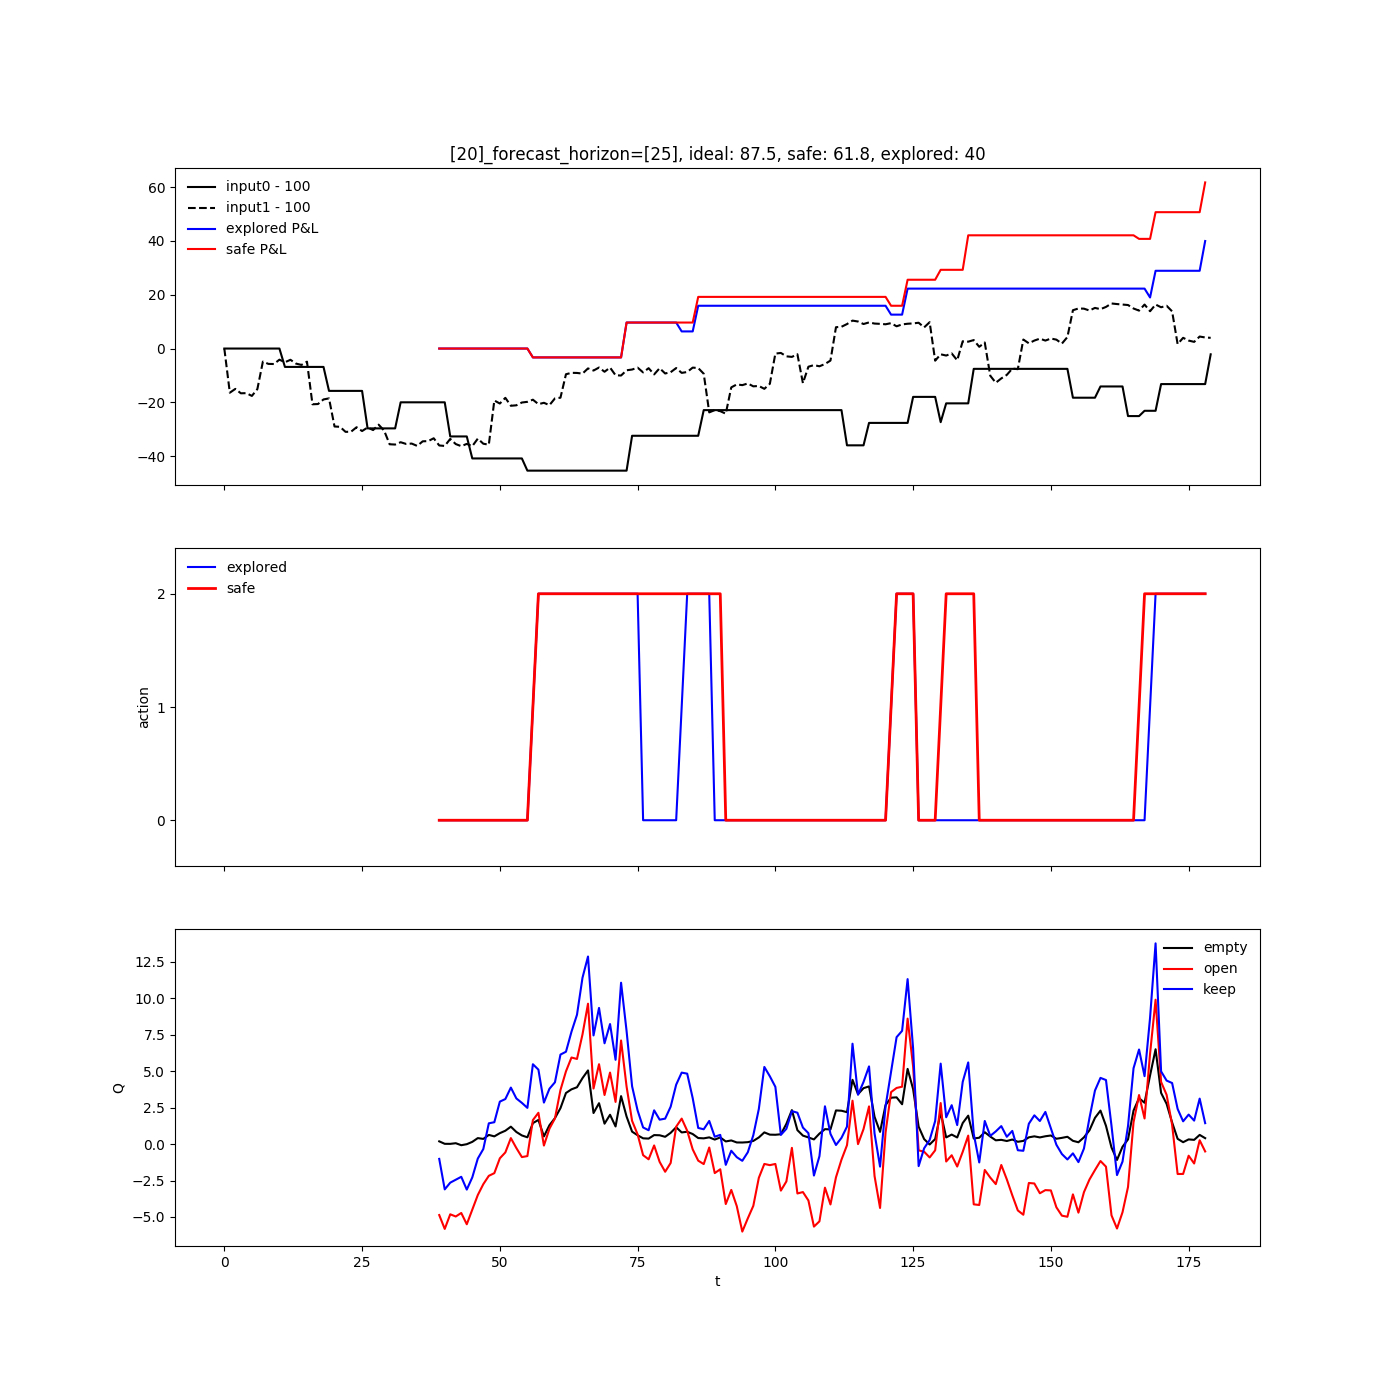 [20]_forecast_horizon=[25], ideal: 87.5, safe: 61.8, explored: 40
60
40
20
0
−20
−40
input0 - 100
input1 - 100
explored P&L
safe P&L
action
2
1
0
explored
safe
Q
12.5
10.0
7.5
5.0
2.5
0.0
−2.5
−5.0
empty
open
keep
0 25 50 75 100 125 150 175
t